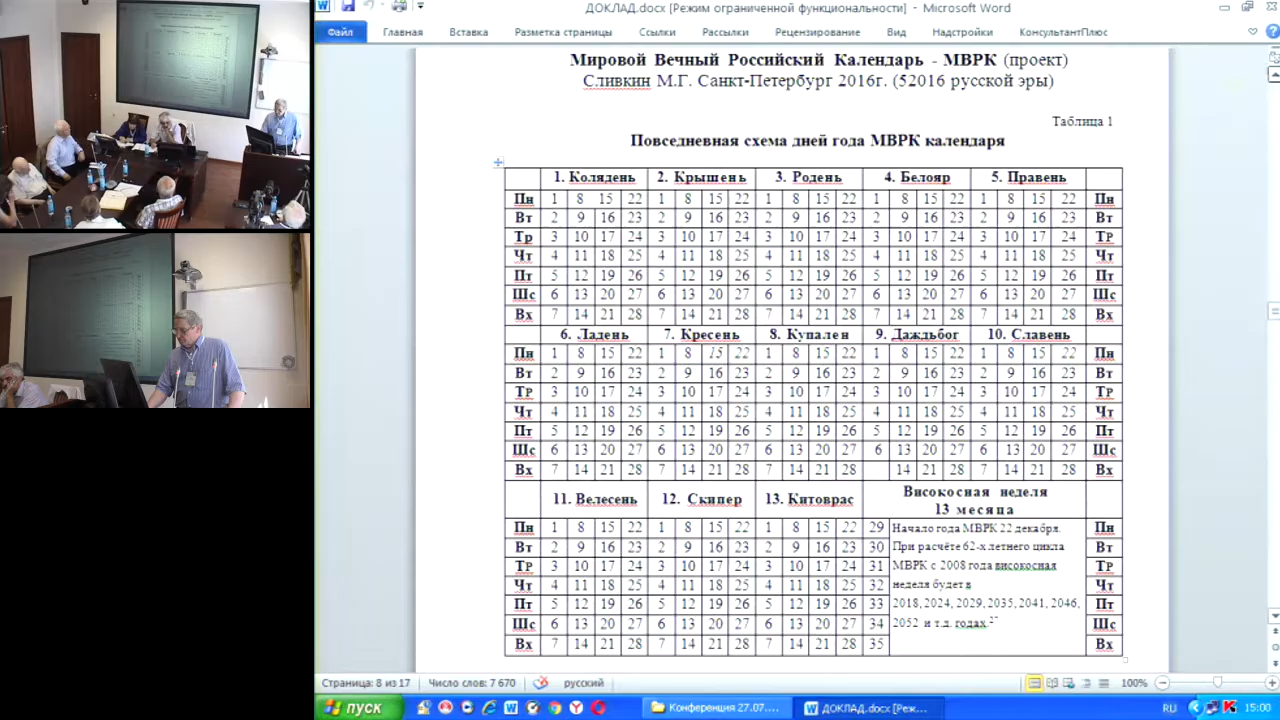 ДОКЛАД.docx [Режим ограниченной функциональности] - Microsoft Word
Файл Главная Вставка Разметка страницы Ссылки Рассылки Рецензирование Вид Надстройки КонсультантПлюс
Мировой Вечный Российский Календарь - МВРК (проект)
Сливкин М.Г. Санкт-Петербург 2016г. (52016 русской эры)
Таблица 1
Повседневная схема дней года МВРК календаря
1. Колядень 2. Крышень 3. Родень 4. Белояр 5. Правень
Пн 1 8 15 22 1 8 15 22 1 8 15 22 1 8 15 22 1 8 15 22 Пн
Вт 2 9 16 23 2 9 16 23 2 9 16 23 2 9 16 23 2 9 16 23 Вт
Тр 3 10 17 24 3 10 17 24 3 10 17 24 3 10 17 24 3 10 17 24 Тр
Чт 4 11 18 25 4 11 18 25 4 11 18 25 4 11 18 25 4 11 18 25 Чт
Пт 5 12 19 26 5 12 19 26 5 12 19 26 5 12 19 26 5 12 19 26 Пт
Шс 6 13 20 27 6 13 20 27 6 13 20 27 6 13 20 27 6 13 20 27 Шс
Вх 7 14 21 28 7 14 21 28 7 14 21 28 7 14 21 28 7 14 21 28 Вх
6. Ладень 7. Кресень 8. Купален 9. Даждьбог 10. Славень
Пн 1 8 15 22 1 8 15 22 1 8 15 22 1 8 15 22 1 8 15 22 Пн
Вт 2 9 16 23 2 9 16 23 2 9 16 23 2 9 16 23 2 9 16 23 Вт
Тр 3 10 17 24 3 10 17 24 3 10 17 24 3 10 17 24 3 10 17 24 Тр
Чт 4 11 18 25 4 11 18 25 4 11 18 25 4 11 18 25 4 11 18 25 Чт
Пт 5 12 19 26 5 12 19 26 5 12 19 26 5 12 19 26 5 12 19 26 Пт
Шс 6 13 20 27 6 13 20 27 6 13 20 27 6 13 20 27 6 13 20 27 Шс
Вх 7 14 21 28 7 14 21 28 7 14 21 28 14 21 28 7 14 21 28 Вх
11. Велесень 12. Скипер 13. Китоврас Високосная неделя
13 месяца
Пн 1 8 15 22 1 8 15 22 1 8 15 22 29 Начало года МВРК 22 декабря. Пн
Вт 2 9 16 23 2 9 16 23 2 9 16 23 30 При расчёте 62-х летнего цикла Вт
Тр 3 10 17 24 3 10 17 24 3 10 17 24 31 МВРК с 2008 года високосная Тр
Чт 4 11 18 25 4 11 18 25 4 11 18 25 32 неделя будет в Чт
Пт 5 12 19 26 5 12 19 26 5 12 19 26 33 2018, 2024, 2029, 2035, 2041, 2046, Пт
Шс 6 13 20 27 6 13 20 27 6 13 20 27 34 2052 и т.д. годах. Шс
Вх 7 14 21 28 7 14 21 28 7 14 21 28 35 Вх
Страница: 8 из 17 Число слов: 7 670 русский 100%
пуск Конференция 27.07.... ДОКЛАД.docx [Реж... RU 15:00